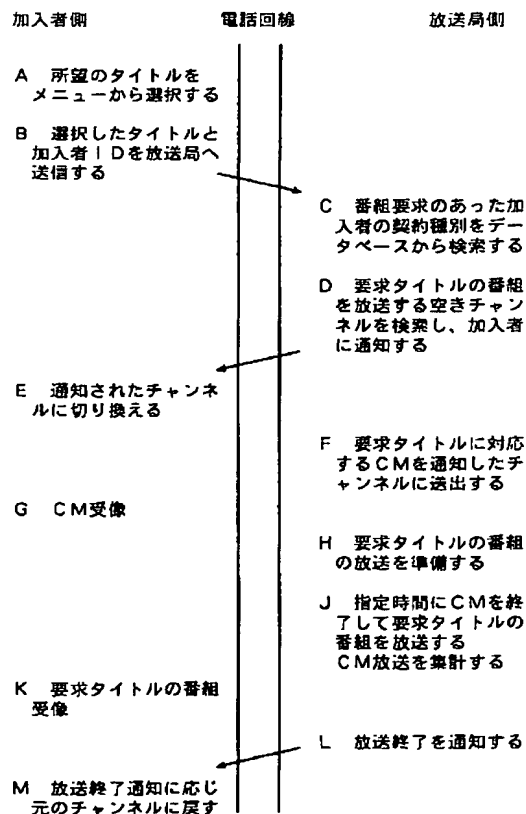 加入者側 電話回線 放送局側
A 所望のタイトルを
メニューから選択する
B 選択したタイトルと
加入者IDを放送局へ
送信する
C 番組要求のあった加
入者の契約種別をデー
タベースから検索する
D 要求タイトルの番組
を放送する空きチャン
ネルを検索し、加入者
に通知する
E 通知されたチャンネ
ルに切り換える
F 要求タイトルに対応
するCMを通知したチ
ャンネルに送出する
G CM受像
H 要求タイトルの番組
の放送を準備する
J 指定時間にCMを終
了して要求タイトルの
番組を放送する
CM放送を集計する
K 要求タイトルの番組
受像
L 放送終了を通知する
M 放送終了通知に応じ
元のチャンネルに戻す